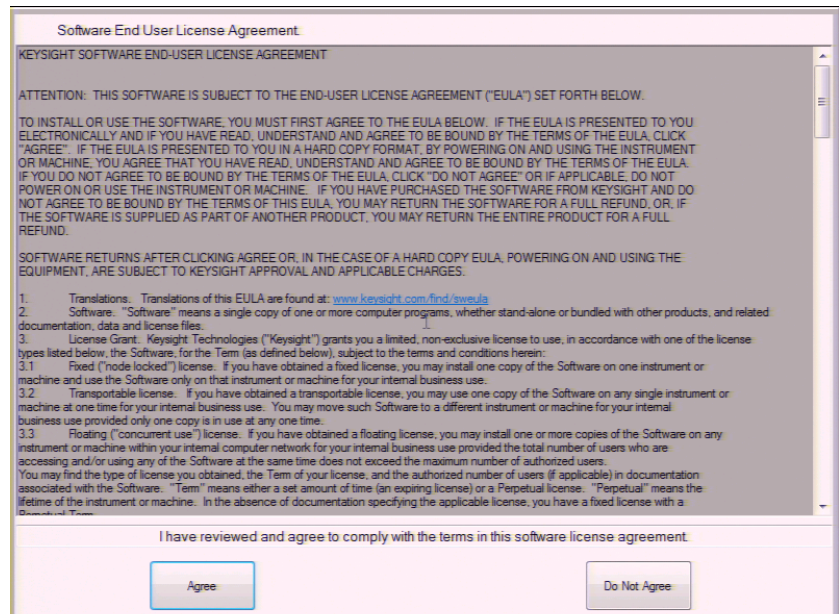 Software End User License Agreement.
KEYSIGHT SOFTWARE END-USER LICENSE AGREEMENT
ATTENTION: THIS SOFTWARE IS SUBJECT TO THE END-USER LICENSE AGREEMENT ("EULA") SET FORTH BELOW.
TO INSTALL OR USE THE SOFTWARE, YOU MUST FIRST AGREE TO THE EULA BELOW. IF THE EULA IS PRESENTED TO YOU
ELECTRONICALLY AND IF YOU HAVE READ, UNDERSTAND AND AGREE TO BE BOUND BY THE TERMS OF THE EULA, CLICK
"AGREE". IF THE EULA IS PRESENTED TO YOU IN A HARD COPY FORMAT, BY POWERING ON AND USING THE INSTRUMENT
OR MACHINE, YOU AGREE THAT YOU HAVE READ, UNDERSTAND AND AGREE TO BE BOUND BY THE TERMS OF THE EULA.
IF YOU DO NOT AGREE TO BE BOUND BY THE TERMS OF THE EULA, CLICK "DO NOT AGREE" OR IF APPLICABLE, DO NOT
POWER ON OR USE THE INSTRUMENT OR MACHINE. IF YOU HAVE PURCHASED THE SOFTWARE FROM KEYSIGHT AND DO
NOT AGREE TO BE BOUND BY THE TERMS OF THIS EULA, YOU MAY RETURN THE SOFTWARE FOR A FULL REFUND, OR, IF
THE SOFTWARE IS SUPPLIED AS PART OF ANOTHER PRODUCT, YOU MAY RETURN THE ENTIRE PRODUCT FOR A FULL
REFUND.
SOFTWARE RETURNS AFTER CLICKING AGREE OR, IN THE CASE OF A HARD COPY EULA, POWERING ON AND USING THE
EQUIPMENT, ARE SUBJECT TO KEYSIGHT APPROVAL AND APPLICABLE CHARGES.
1. Translations. Translations of this EULA are found at: www.keysight.com/find/sweula
2. Software. "Software" means a single copy of one or more computer programs, whether stand-alone or bundled with other products, and related
documentation, data and license files.
3. License Grant. Keysight Technologies ("Keysight") grants you a limited, non-exclusive license to use, in accordance with one of the license
types listed below, the Software, for the Term (as defined below), subject to the terms and conditions herein:
3.1 Fixed ("node locked") license. If you have obtained a fixed license, you may install one copy of the Software on one instrument or
machine and use the Software only on that instrument or machine for your internal business use.
3.2 Transportable license. If you have obtained a transportable license, you may use one copy of the Software on any single instrument or
machine at one time for your internal business use. You may move such Software to a different instrument or machine for your internal
business use provided only one copy is in use at any one time.
3.3 Floating ("concurrent use") license. If you have obtained a floating license, you may install one or more copies of the Software on any
instrument or machine within your internal computer network for your internal business use provided the total number of users who are
accessing and/or using any of the Software at the same time does not exceed the maximum number of authorized users.
You may find the type of license you obtained, the Term of your license, and the authorized number of users (if applicable) in documentation
associated with the Software. "Term" means either a set amount of time (an expiring license) or a Perpetual license. "Perpetual" means the
lifetime of the instrument or machine. In the absence of documentation specifying the applicable license, you have a fixed license with a
Perpetual Term.
I have reviewed and agree to comply with the terms in this software license agreement.
Agree
Do Not Agree